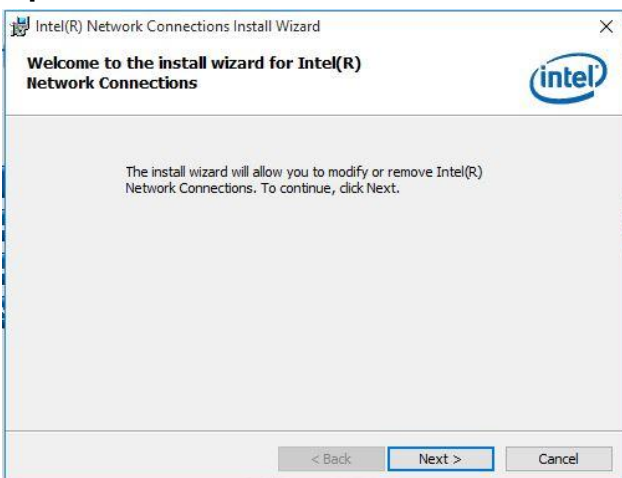 Intel(R) Network Connections Install Wizard
Welcome to the install wizard for Intel(R)
Network Connections
intel
The install wizard will allow you to modify or remove Intel(R)
Network Connections. To continue, click Next.
< Back
Next >
Cancel